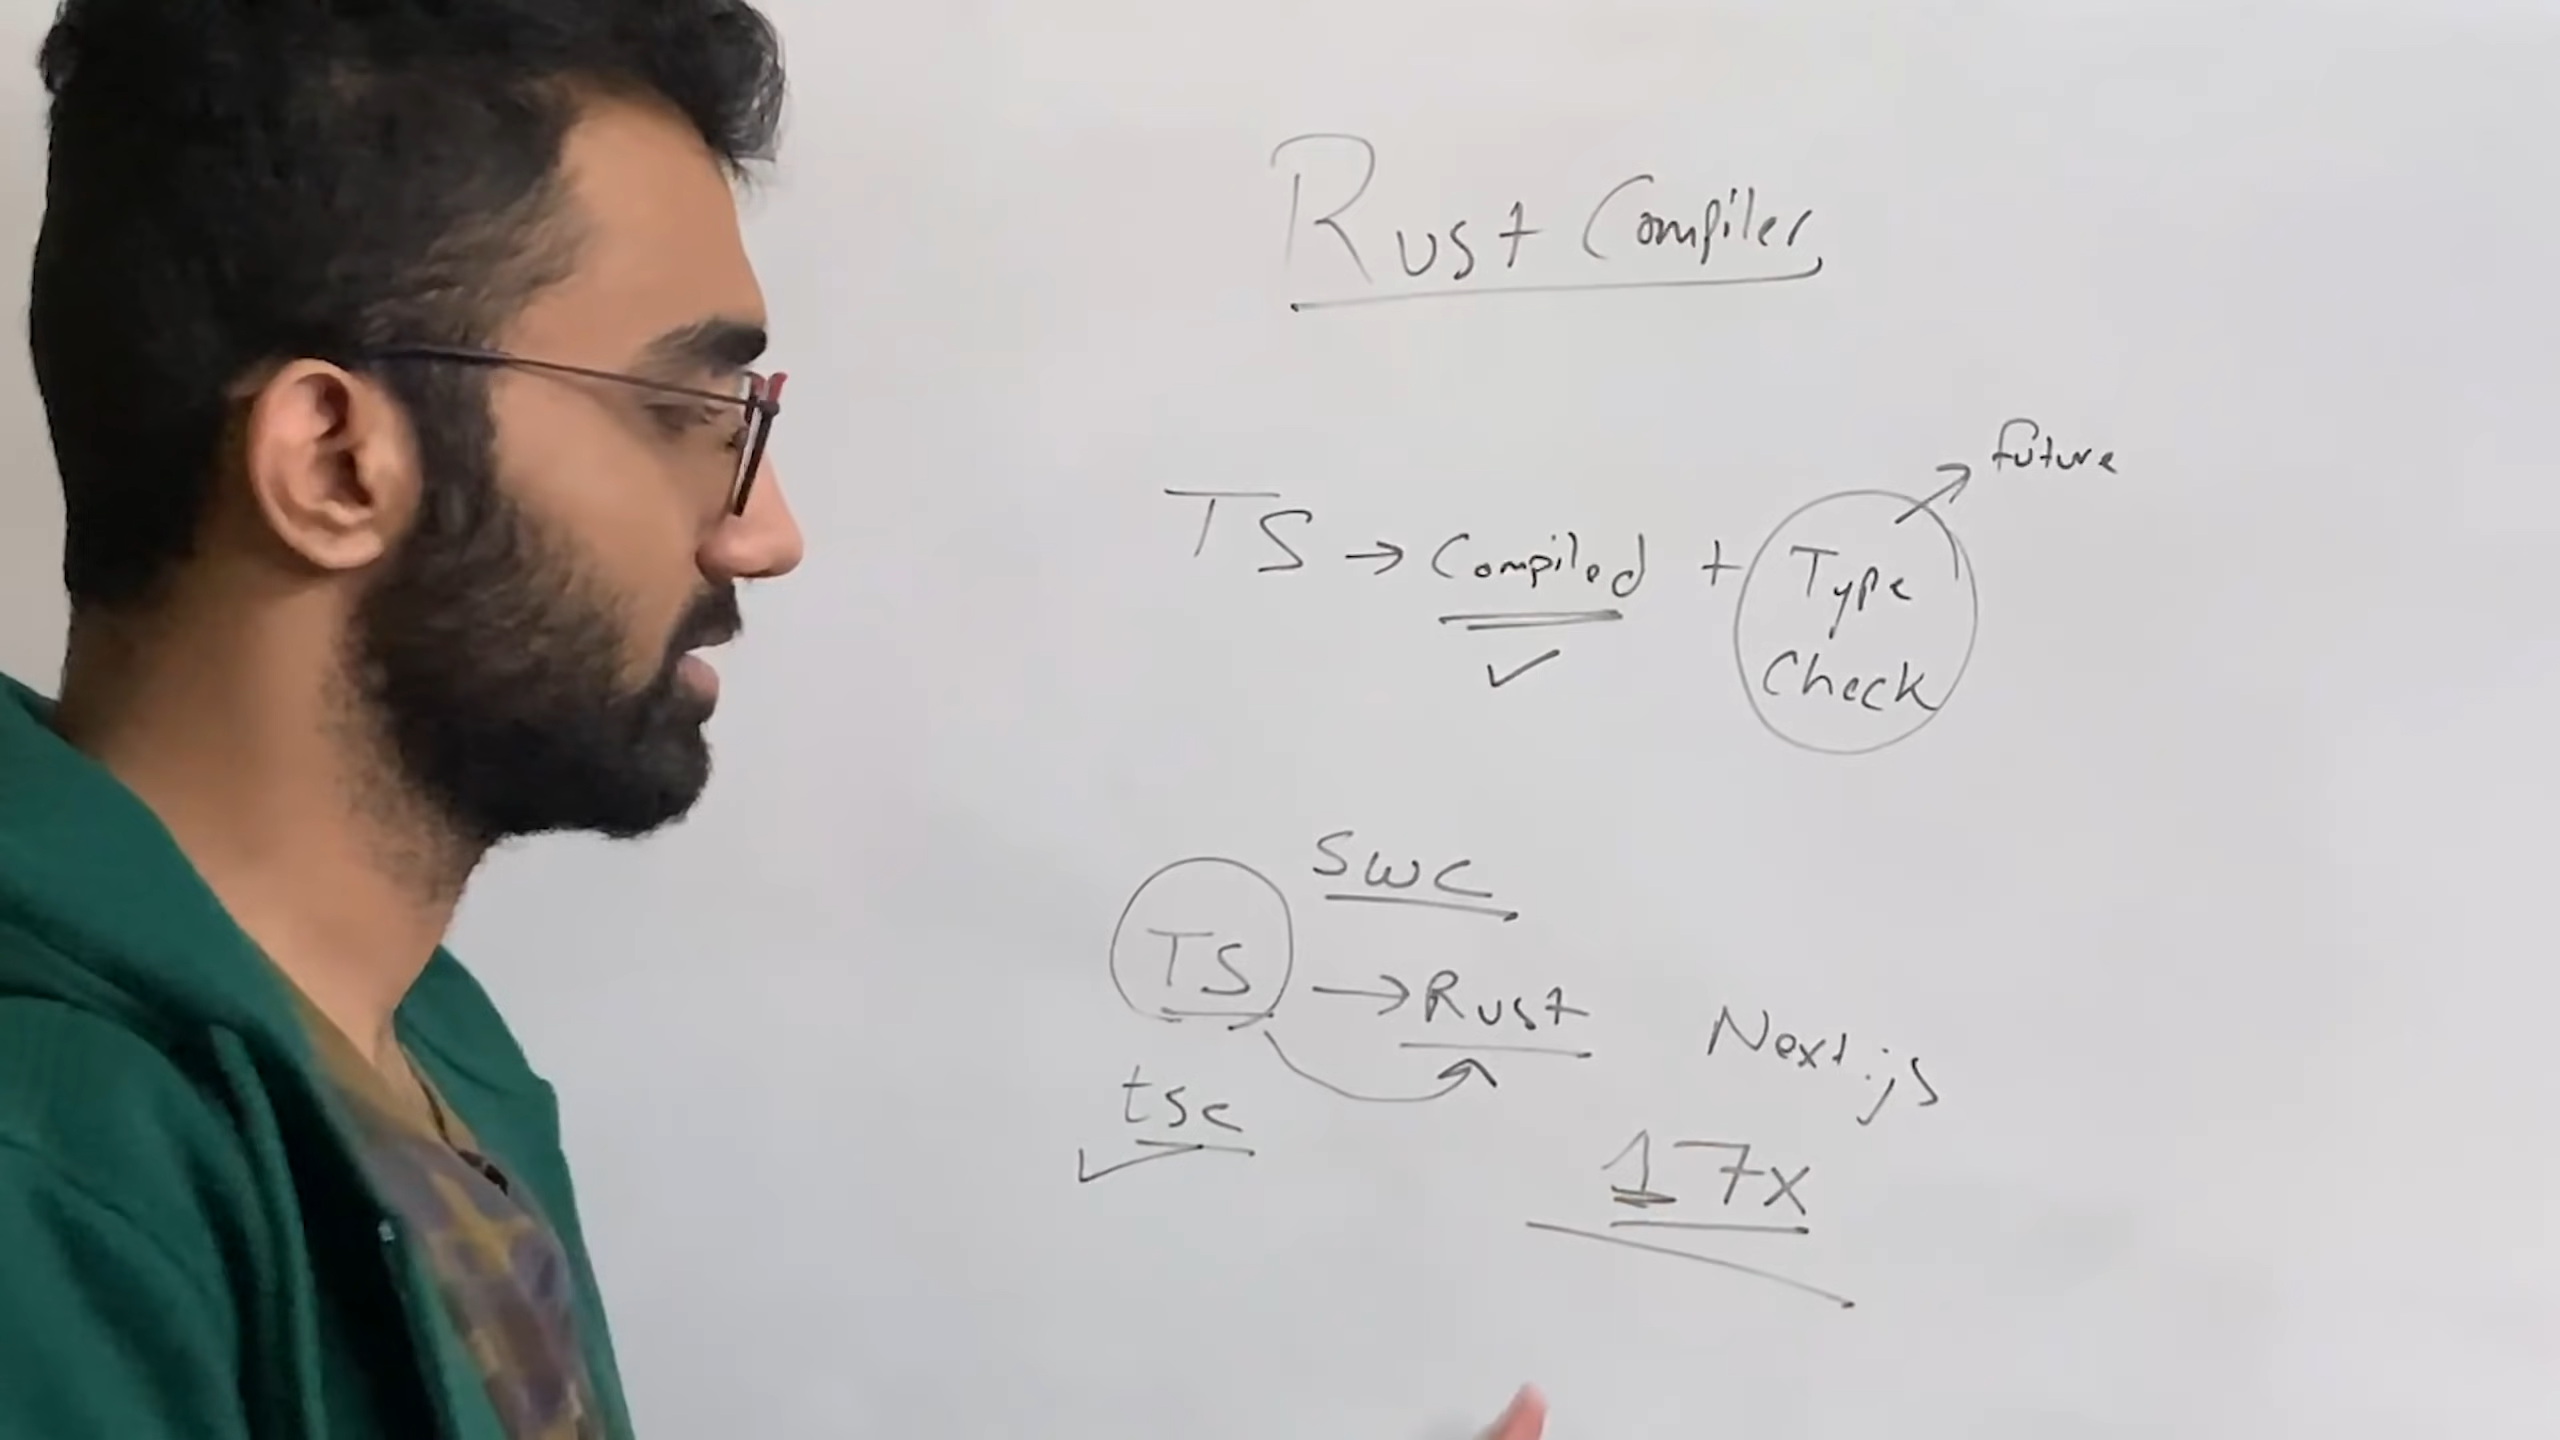 Rust Compiler
future
TS → Compiled + Type Check
✓
swc
TS → Rust
Next.js
tsc
✓
17x